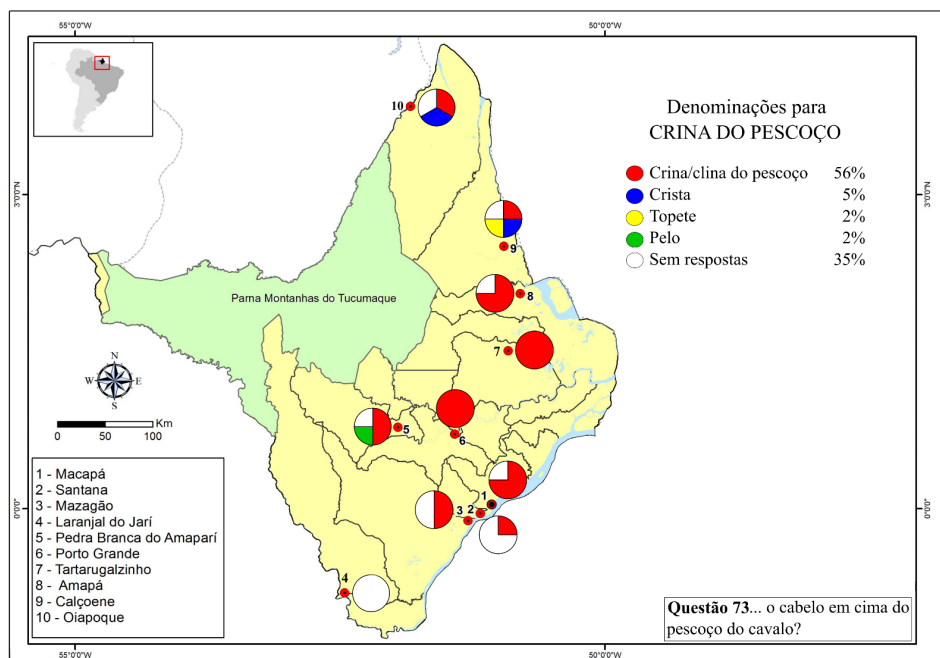 55°0'0"W
50°0'0"W
Denominações para
CRINA DO PESCOÇO
Crina/clina do pescoço 56%
Crista 5%
Topete 2%
Pelo 2%
Sem respostas 35%
3°0'0"N
3°0'0"N
10
9
8
7
Parna Montanhas do Tucumaque
N
W E
S
Km
0 50 100
5
6
1
2
3
4
0°0'0"
0°0'0"
1 - Macapá
2 - Santana
3 - Mazagão
4 - Laranjal do Jarí
5 - Pedra Branca do Amaparí
6 - Porto Grande
7 - Tartarugalzinho
8 - Amapá
9 - Calçoene
10 - Oiapoque
Questão 73... o cabelo em cima do
pescoço do cavalo?
55°0'0"W
50°0'0"W